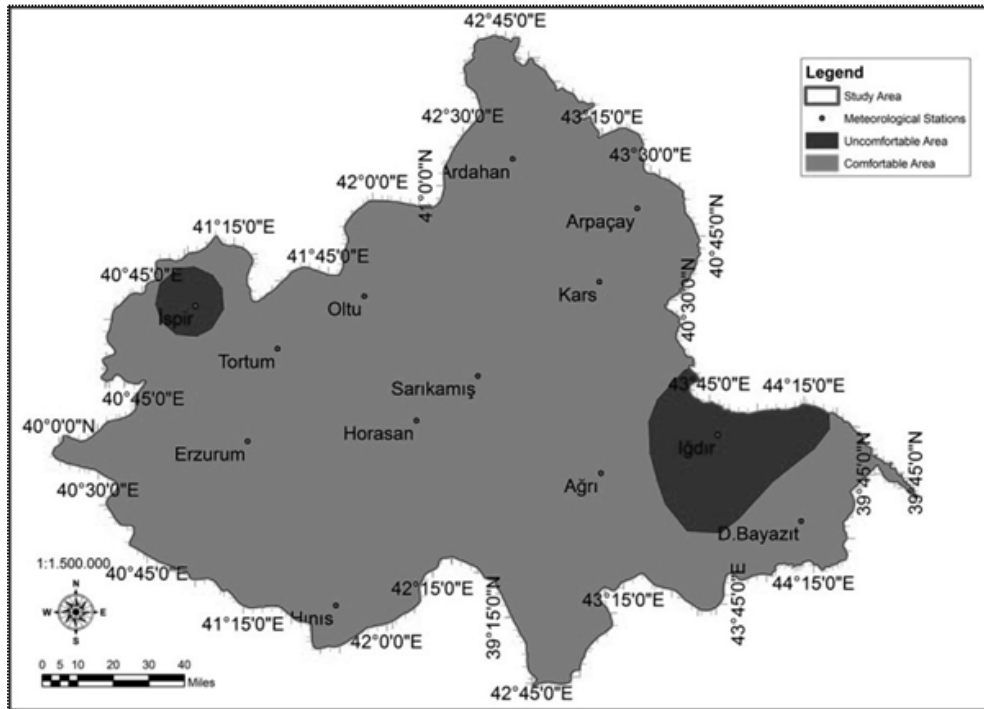 42°45'0"E
Legend
Study Area
Meteorological Stations
Uncomfortable Area
Comfortable Area
42°30'0"E
43°15'0"E
43°30'0"E
Ardahan
42°0'0"E
41°0'0"N
Arpaçay
40°45'0"N
41°15'0"E
41°45'0"E
40°45'0"E
Oltu
Kars
40°30'0"N
İspir
Tortum
Sarıkamış
43°45'0"E
44°15'0"E
40°45'0"E
40°0'0"N
Horasan
Erzurum
Iğdır
39°45'0"N
39°45'0"N
40°30'0"E
Ağrı
D.Bayazıt
1:1.500.000
40°45'0"E
42°15'0"E
44°15'0"E
N
W
E
S
41°15'0"E
Hınıs
42°0'0"E
39°15'0"N
43°15'0"E
43°45'0"E
0 5 10 20 30 40
Miles
42°45'0"E